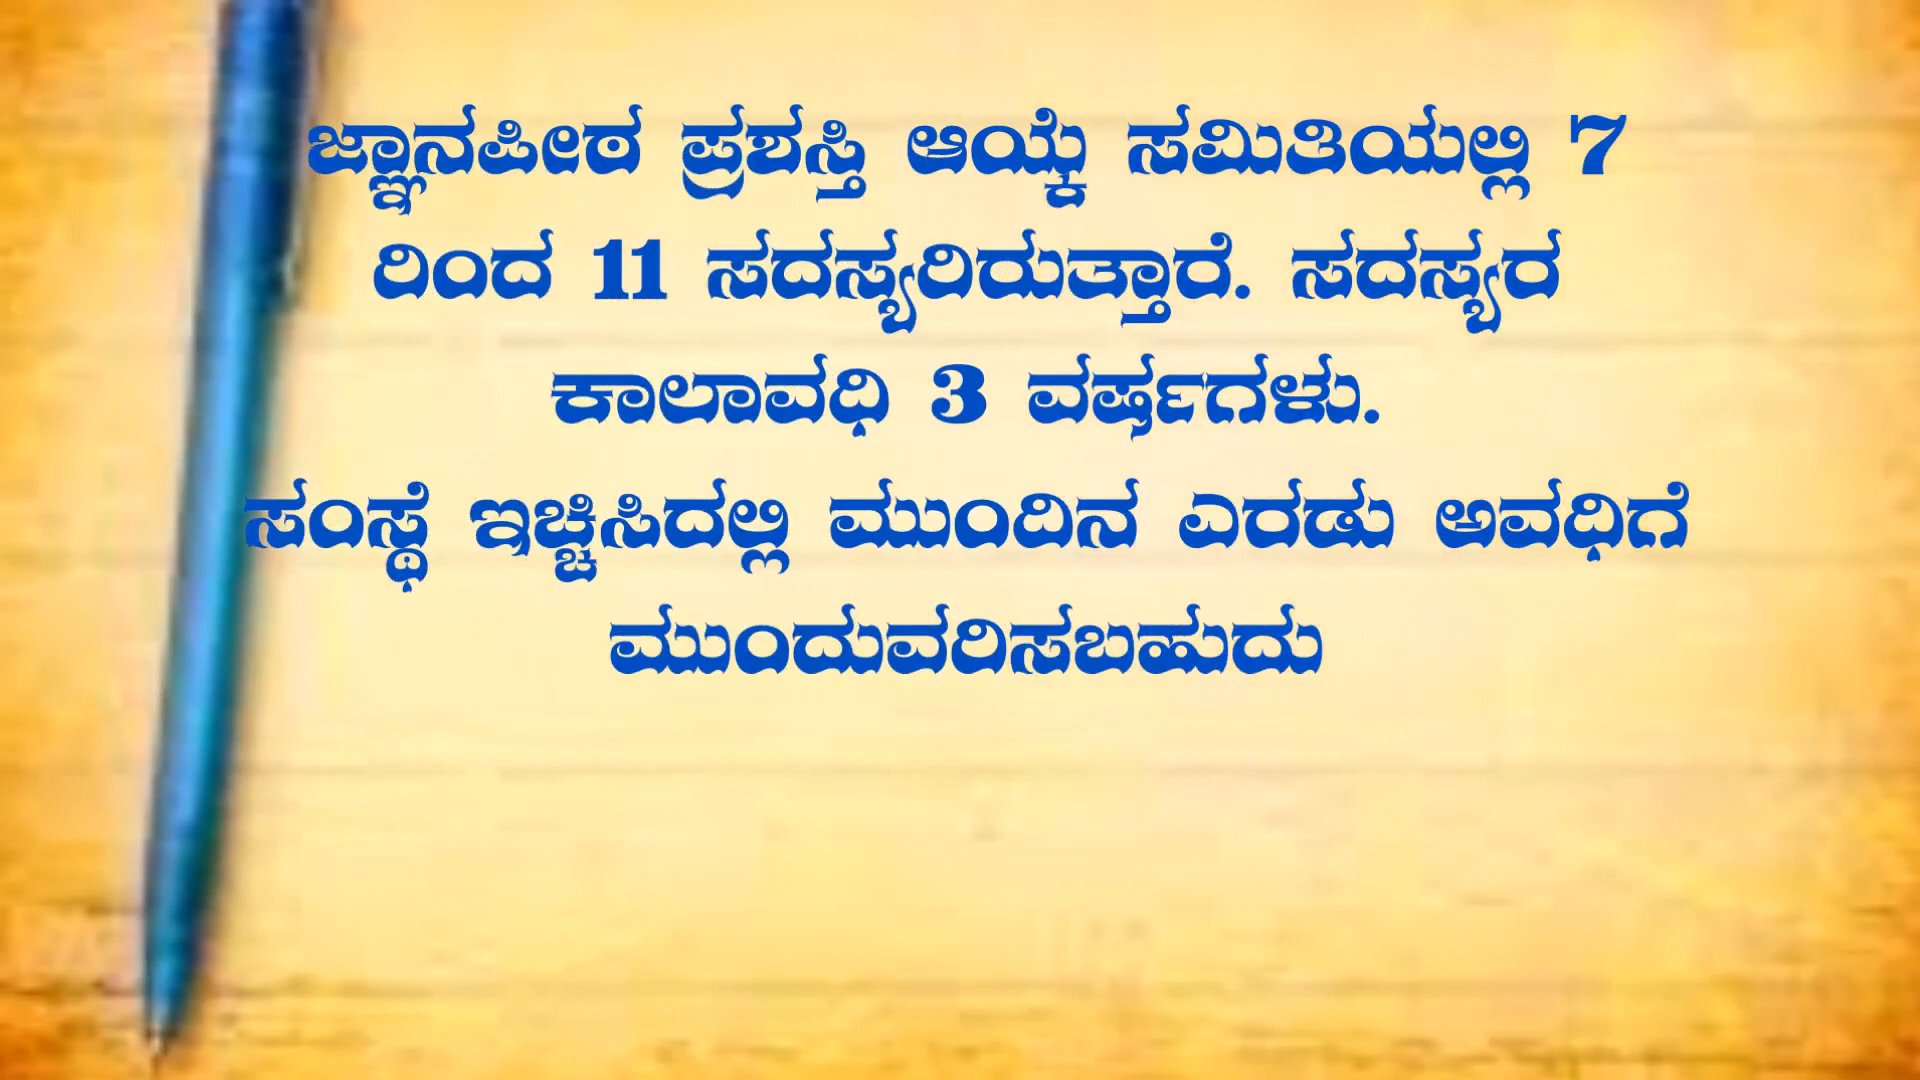 ಜ್ಞಾನಪೀಠ ಪ್ರಶಸ್ತಿ ಆಯ್ಕೆ ಸಮಿತಿಯಲ್ಲಿ 7
ರಿಂದ 11 ಸದಸ್ಯರಿರುತ್ತಾರೆ. ಸದಸ್ಯರ
ಕಾಲಾವಧಿ 3 ವರ್ಷಗಳು.
ಸಂಸ್ಥೆ ಇಚ್ಚಿಸಿದಲ್ಲಿ ಮುಂದಿನ ಎರಡು ಅವಧಿಗೆ
ಮುಂದುವರಿಸಬಹುದು